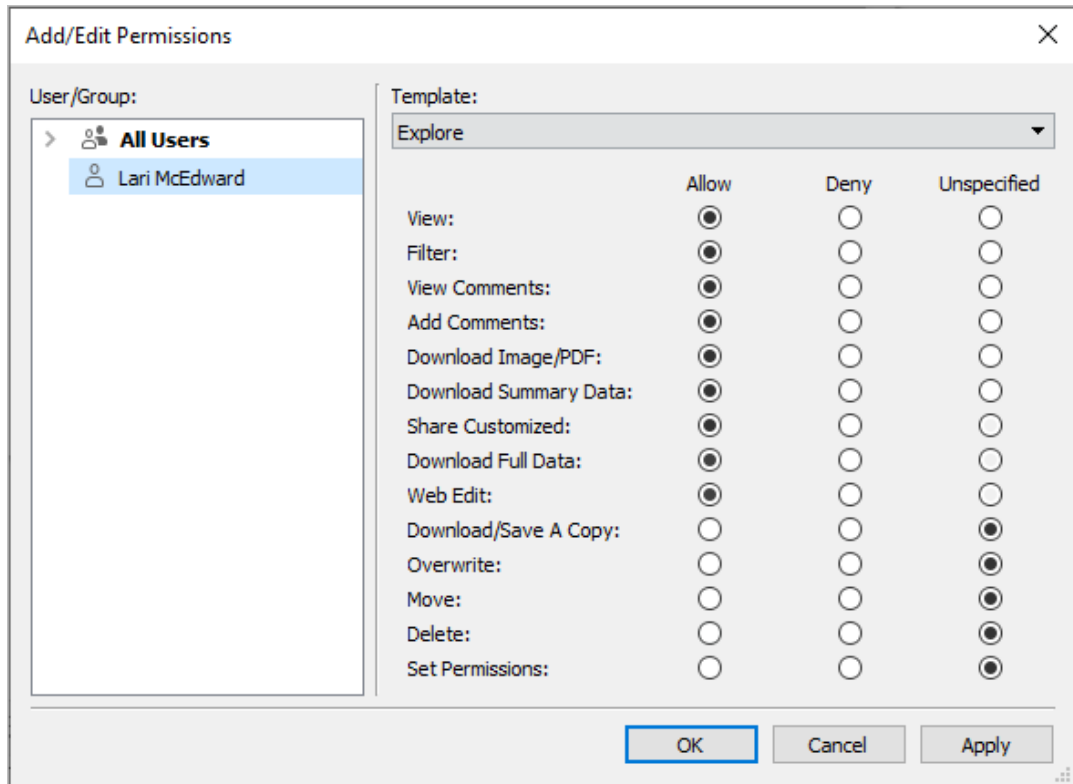 Add/Edit Permissions
User/Group:
All Users
Lari McEdward
Template:
Explore
Allow Deny Unspecified
View:
Filter:
View Comments:
Add Comments:
Download Image/PDF:
Download Summary Data:
Share Customized:
Download Full Data:
Web Edit:
Download/Save A Copy:
Overwrite:
Move:
Delete:
Set Permissions:
OK Cancel Apply